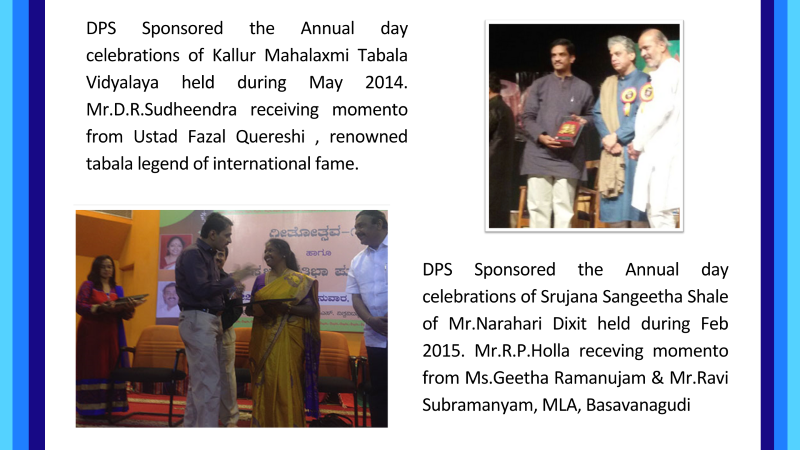 DPS Sponsored the Annual day
celebrations of Kallur Mahalaxmi Tabala
Vidyalaya held during May 2014.
Mr.D.R.Sudheendra receiving momento
from Ustad Fazal Quereshi , renowned
tabala legend of international fame.
ಗೀತೋತ್ಸವ-
ಹಾಗೂ
DPS Sponsored the Annual day
celebrations of Srujana Sangeetha Shale
of Mr.Narahari Dixit held during Feb
2015. Mr.R.P.Holla receving momento
from Ms.Geetha Ramanujam & Mr.Ravi
Subramanyam, MLA, Basavanagudi